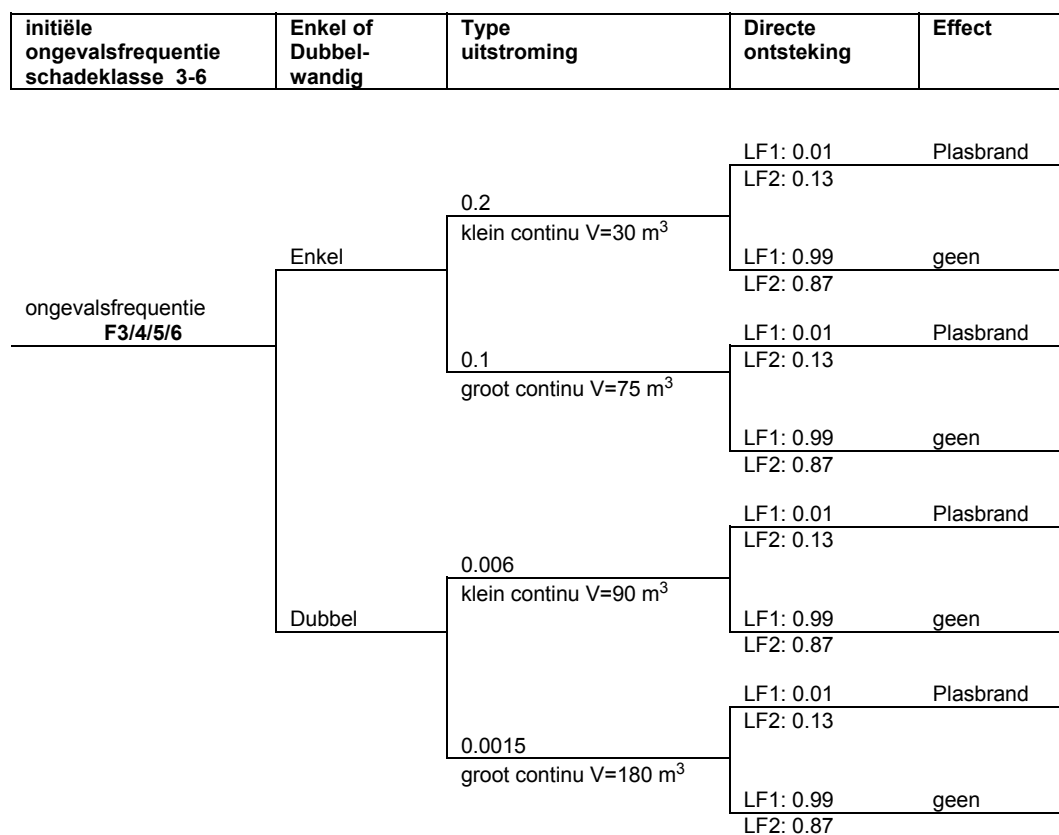 initiële
ongevalsfrequentie
schadeklasse 3-6
Enkel of
Dubbel-
wandig
Type
uitstroming
Directe
ontsteking
Effect
LF1: 0.01
Plasbrand
LF2: 0.13
0.2
klein continu V=30 m³
Enkel
LF1: 0.99
geen
LF2: 0.87
ongevalsfrequentie
F3/4/5/6
LF1: 0.01
Plasbrand
LF2: 0.13
0.1
groot continu V=75 m³
LF1: 0.99
geen
LF2: 0.87
LF1: 0.01
Plasbrand
LF2: 0.13
0.006
klein continu V=90 m³
Dubbel
LF1: 0.99
geen
LF2: 0.87
LF1: 0.01
Plasbrand
LF2: 0.13
0.0015
groot continu V=180 m³
LF1: 0.99
geen
LF2: 0.87